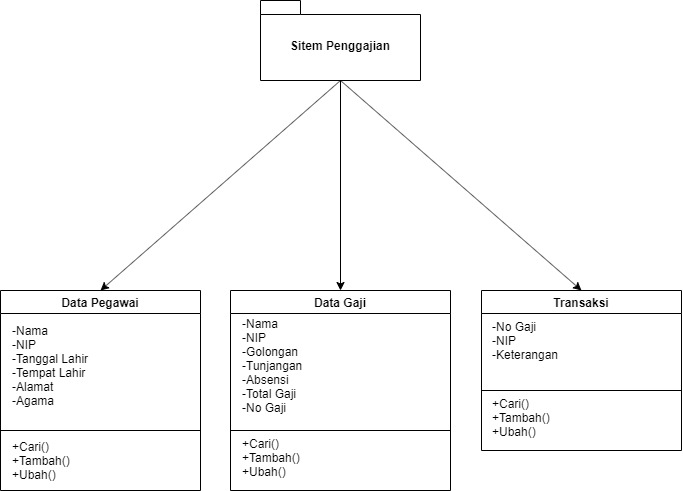 Sitem Penggajian
Data Pegawai
-Nama
-NIP
-Tanggal Lahir
-Tempat Lahir
-Alamat
-Agama
+Cari()
+Tambah()
+Ubah()
Data Gaji
-Nama
-NIP
-Golongan
-Tunjangan
-Absensi
-Total Gaji
-No Gaji
+Cari()
+Tambah()
+Ubah()
Transaksi
-No Gaji
-NIP
-Keterangan
+Cari()
+Tambah()
+Ubah()